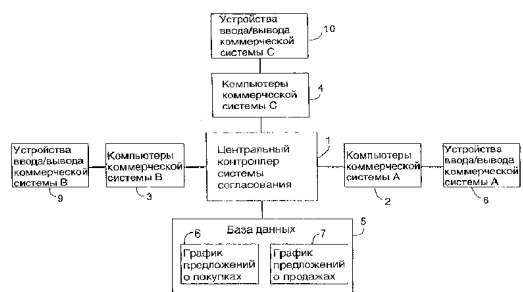 Устройства
ввода/вывода
коммерческой
системы С
10
Компьютеры
коммерческой
системы С
4
Устройства
ввода/вывода
коммерческой
системы В
9
Компьютеры
коммерческой
системы В
3
Центральный
контроллер
системы
согласования
1
Компьютеры
коммерческой
системы А
2
Устройства
ввода/вывода
коммерческой
системы А
8
База данных
5
6
График
предложений
о покупках
7
График
предложений
о продажах